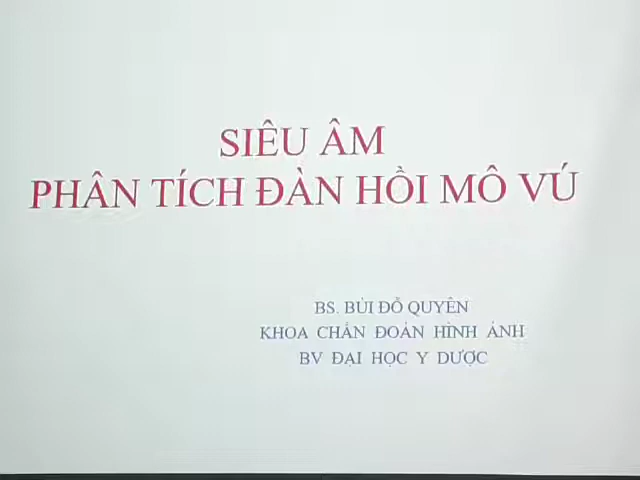 SIÊU ÂM
PHÂN TÍCH ĐÀN HỒI MÔ VÚ
BS. BÙI ĐỖ QUYÊN
KHOA CHẨN ĐOÁN HÌNH ẢNH
BV ĐẠI HỌC Y DƯỢC